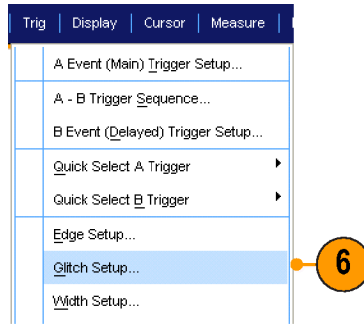 Trig | Display | Cursor | Measure |
A Event (Main) Trigger Setup...
A - B Trigger Sequence...
B Event (Delayed) Trigger Setup...
Quick Select A Trigger
Quick Select B Trigger
Edge Setup...
Glitch Setup...
6
Width Setup...